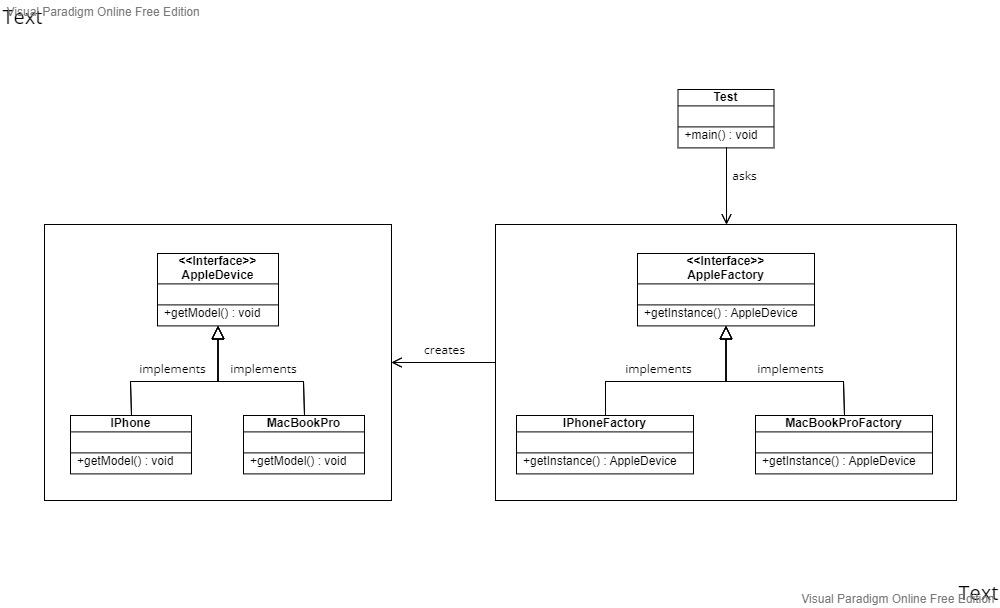 Visual Paradigm Online Free Edition
Text
Test
+main() : void
asks
<<Interface>>
AppleDevice
+getModel() : void
<<Interface>>
AppleFactory
+getInstance() : AppleDevice
creates
implements
implements
implements
implements
IPhone
+getModel() : void
MacBookPro
+getModel() : void
IPhoneFactory
+getInstance() : AppleDevice
MacBookProFactory
+getInstance() : AppleDevice
Text
Visual Paradigm Online Free Edition